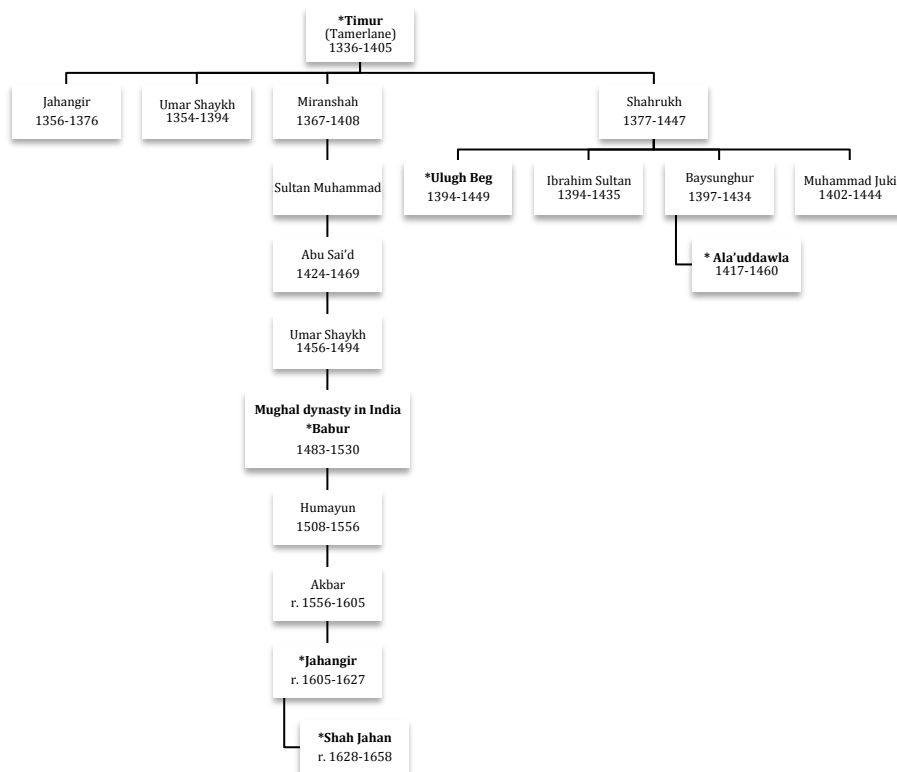 *Timur
(Tamerlane)
1336-1405
Jahangir
1356-1376
Umar Shaykh
1354-1394
Miranshah
1367-1408
Shahrukh
1377-1447
Sultan Muhammad
*Ulugh Beg
1394-1449
Ibrahim Sultan
1394-1435
Baysunghur
1397-1434
Muhammad Juki
1402-1444
Abu Sai’d
1424-1469
* Ala’uddawla
1417-1460
Umar Shaykh
1456-1494
Mughal dynasty in India
*Babur
1483-1530
Humayun
1508-1556
Akbar
r. 1556-1605
*Jahangir
r. 1605-1627
*Shah Jahan
r. 1628-1658